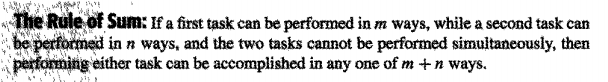 The Rule of Sum: If a first task can be performed in m ways, while a second task can
be performed in n ways, and the two tasks cannot be performed simultaneously, then
performing either task can be accomplished in any one of m + n ways.